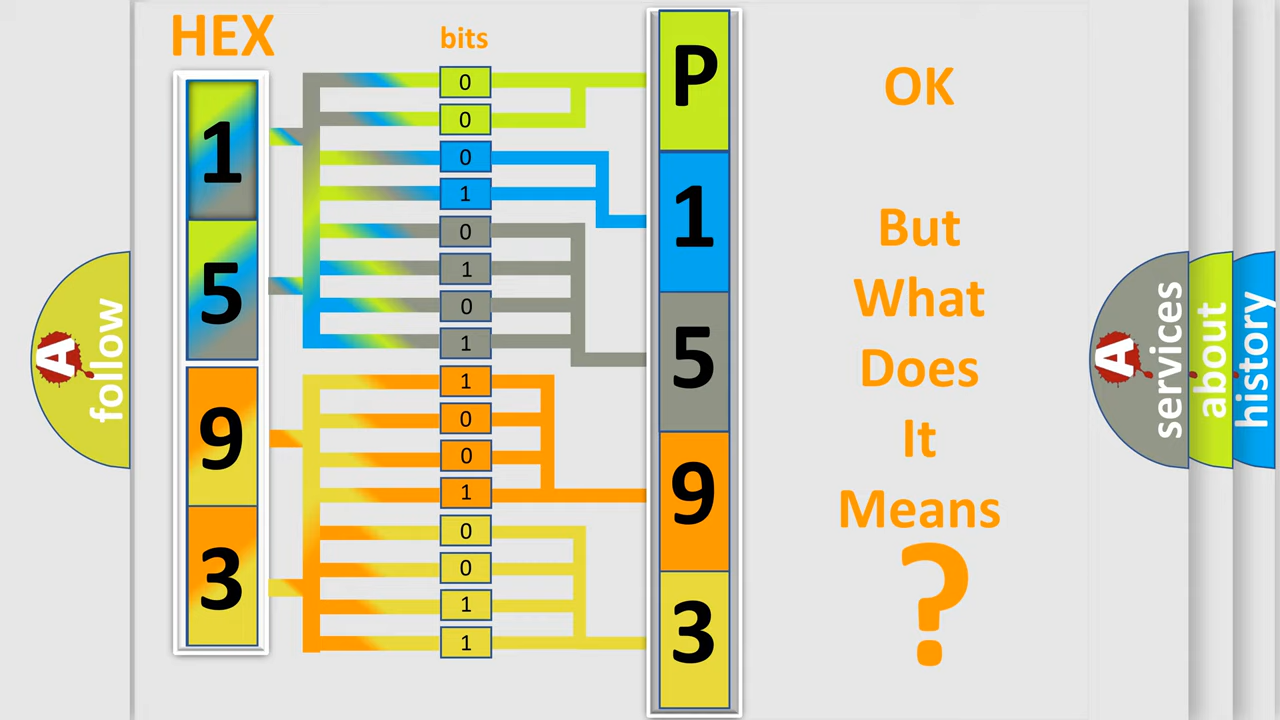 HEX
bits
1
5
9
3
0
0
0
1
0
1
0
1
1
0
0
1
0
0
1
1
P
1
5
9
3
OK
But
What
Does
It
Means
?
A
follow
A
services
about
history